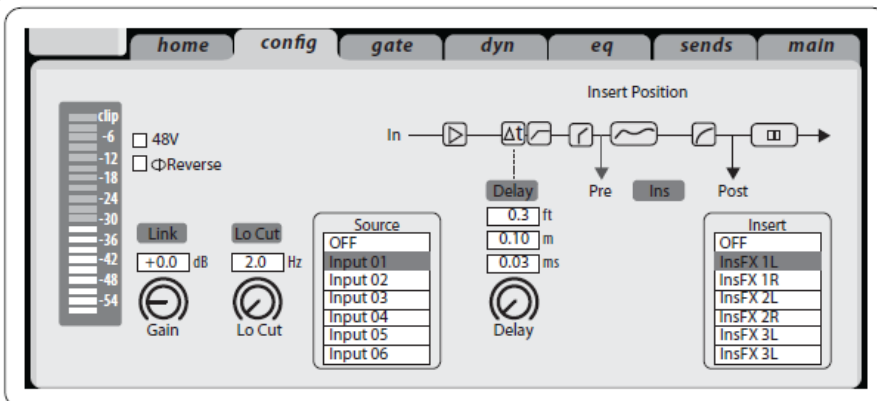 home config gate dyn eq sends main
Insert Position
clip
-6
-12
-18
-24
-30
-36
-42
-48
-54
48V
ΦReverse
In
Δt
Delay
Pre
Ins
Post
0.3 ft
0.10 m
0.03 ms
Delay
Link
+0.0 dB
Gain
Lo Cut
2.0 Hz
Lo Cut
Source
OFF
Input 01
Input 02
Input 03
Input 04
Input 05
Input 06
Insert
OFF
InsFX 1L
InsFX 1R
InsFX 2L
InsFX 2R
InsFX 3L
InsFX 3L